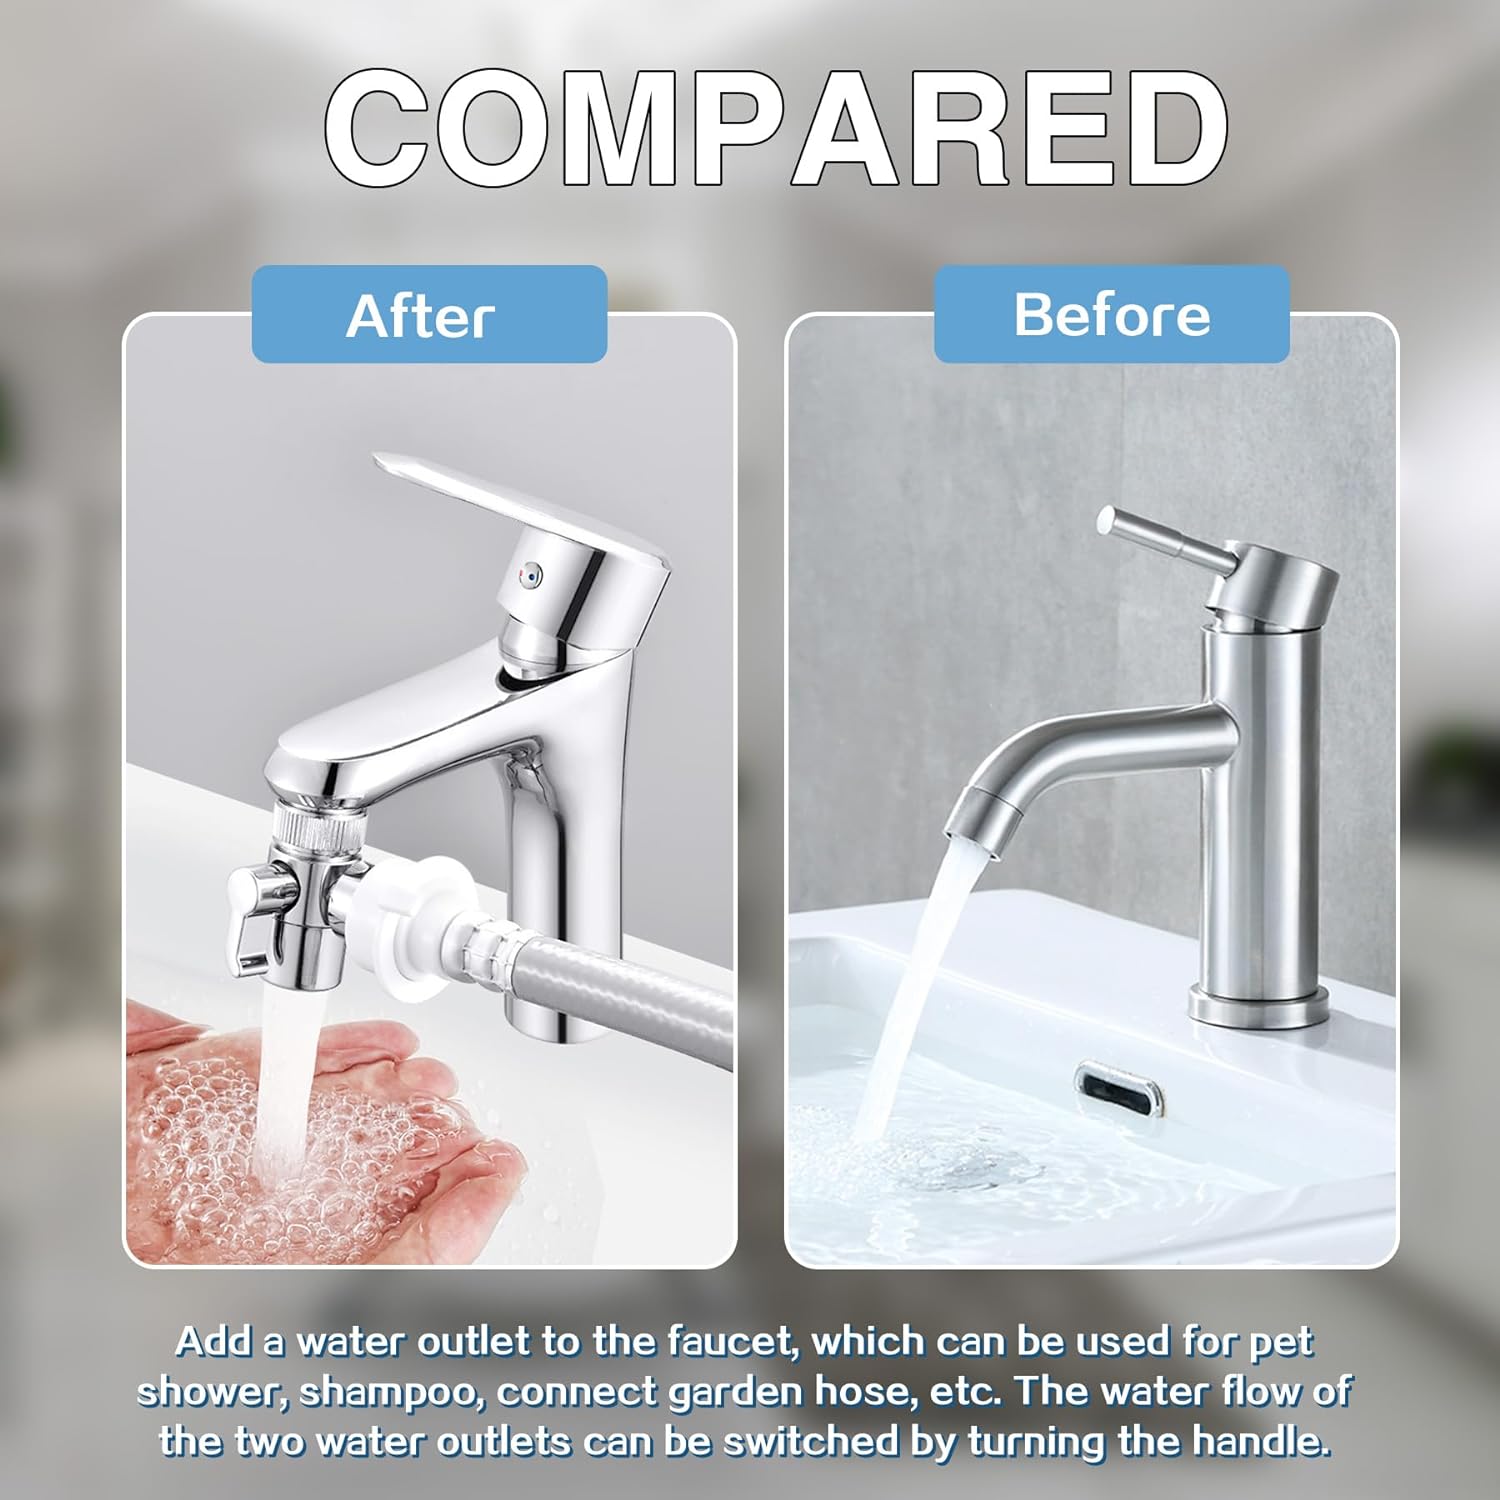 COMPARED
After
Before
Add a water outlet to the faucet, which can be used for pet
shower, shampoo, connect garden hose, etc. The water flow of
the two water outlets can be switched by turning the handle.